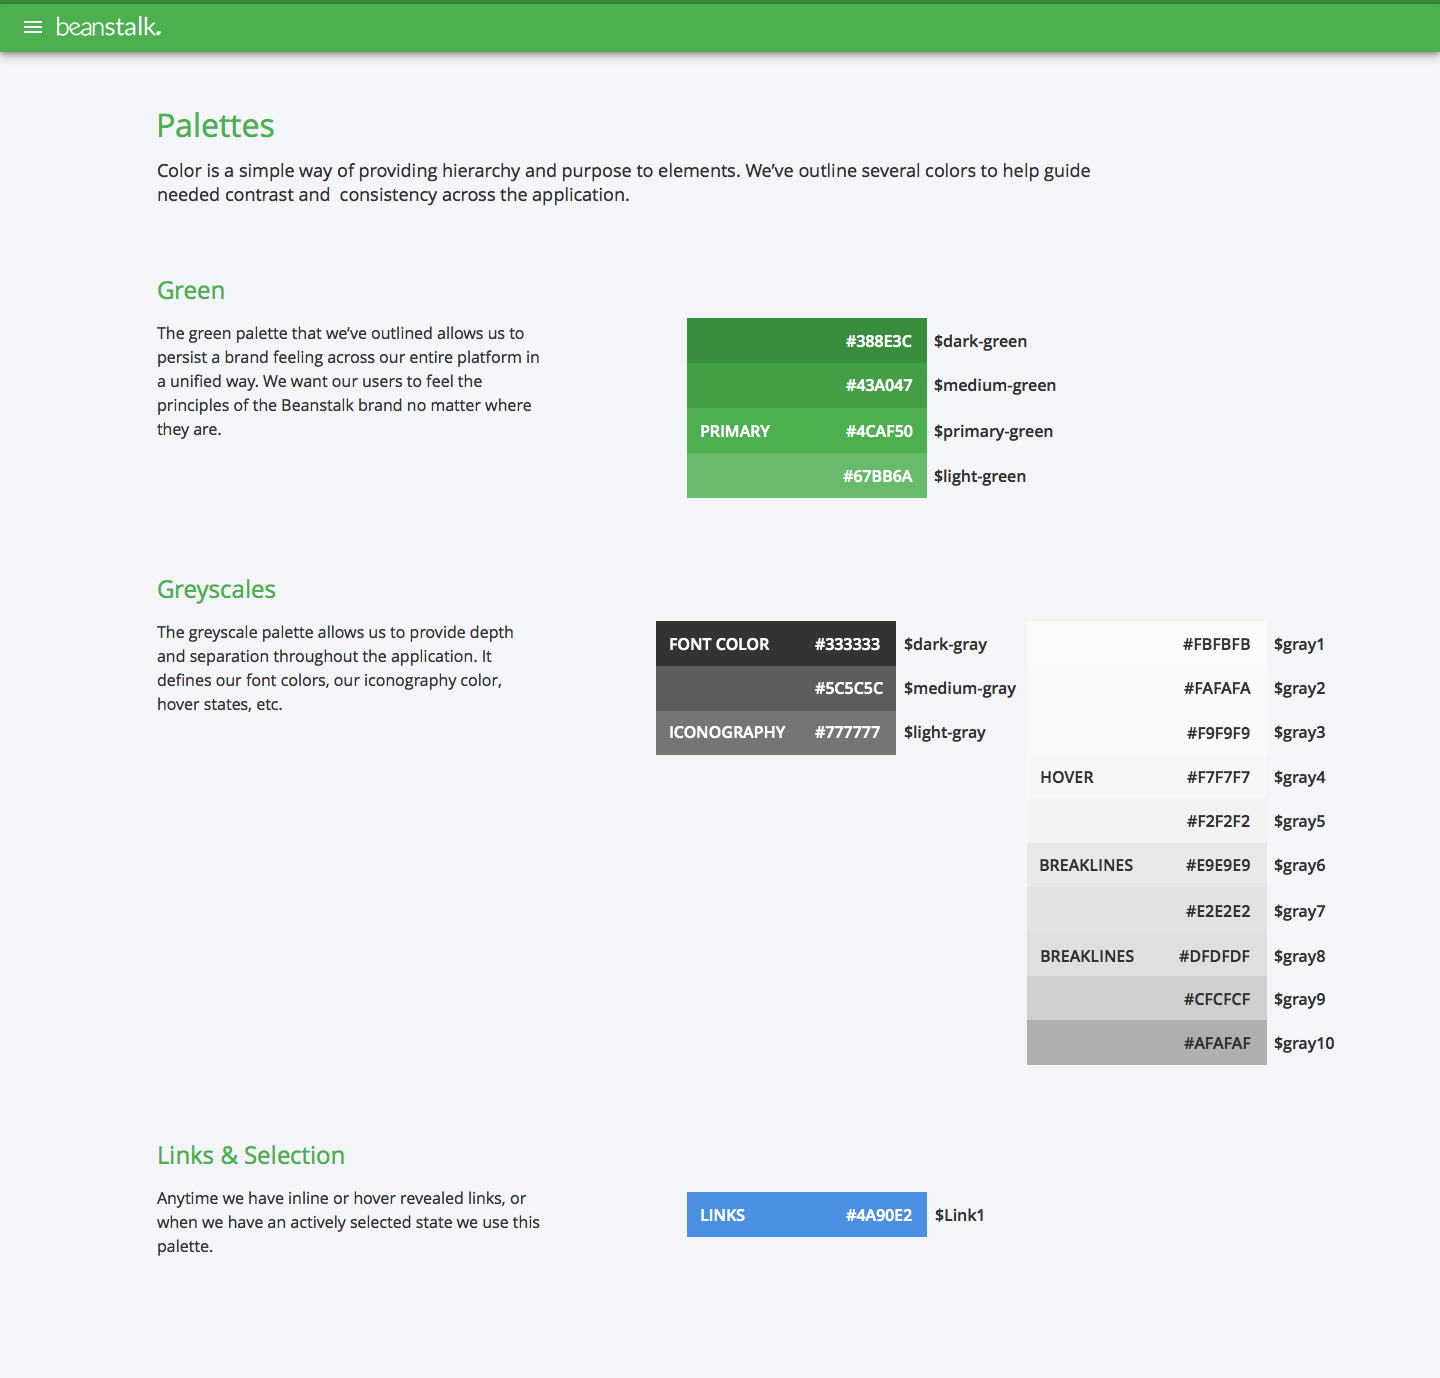 beanstalk.
Palettes
Color is a simple way of providing hierarchy and purpose to elements. We’ve outline several colors to help guide
needed contrast and  consistency across the application.
Green
The green palette that we’ve outlined allows us to
persist a brand feeling across our entire platform in
a unified way. We want our users to feel the
principles of the Beanstalk brand no matter where
they are.
#388E3C $dark-green
#43A047 $medium-green
PRIMARY #4CAF50 $primary-green
#67BB6A $light-green
Greyscales
The greyscale palette allows us to provide depth
and separation throughout the application. It
defines our font colors, our iconography color,
hover states, etc.
FONT COLOR #333333 $dark-gray
#5C5C5C $medium-gray
ICONOGRAPHY #777777 $light-gray
#FBFBFB $gray1
#FAFAFA $gray2
#F9F9F9 $gray3
HOVER #F7F7F7 $gray4
#F2F2F2 $gray5
BREAKLINES #E9E9E9 $gray6
#E2E2E2 $gray7
BREAKLINES #DFDFDF $gray8
#CFCFCF $gray9
#AFAFAF $gray10
Links & Selection
Anytime we have inline or hover revealed links, or
when we have an actively selected state we use this
palette.
LINKS #4A90E2 $Link1